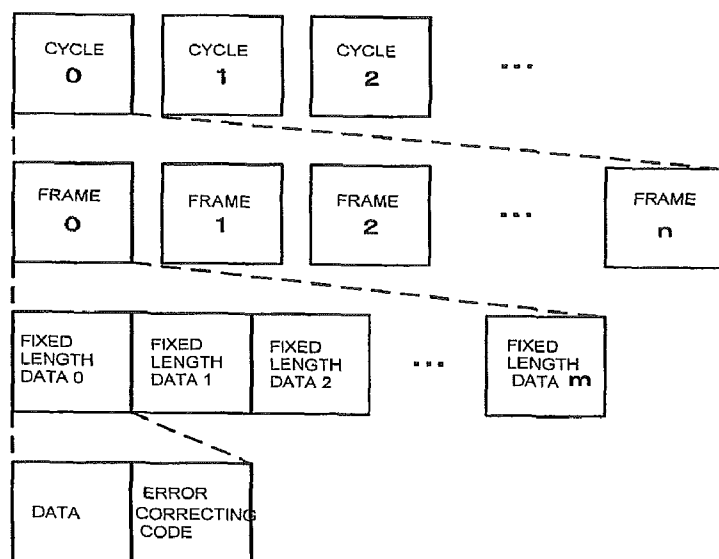 CYCLE
0
CYCLE
1
CYCLE
2
...
FRAME
0
FRAME
1
FRAME
2
...
FRAME
n
FIXED
LENGTH
DATA 0
FIXED
LENGTH
DATA 1
FIXED
LENGTH
DATA 2
...
FIXED
LENGTH
DATA m
DATA
ERROR
CORRECTING
CODE